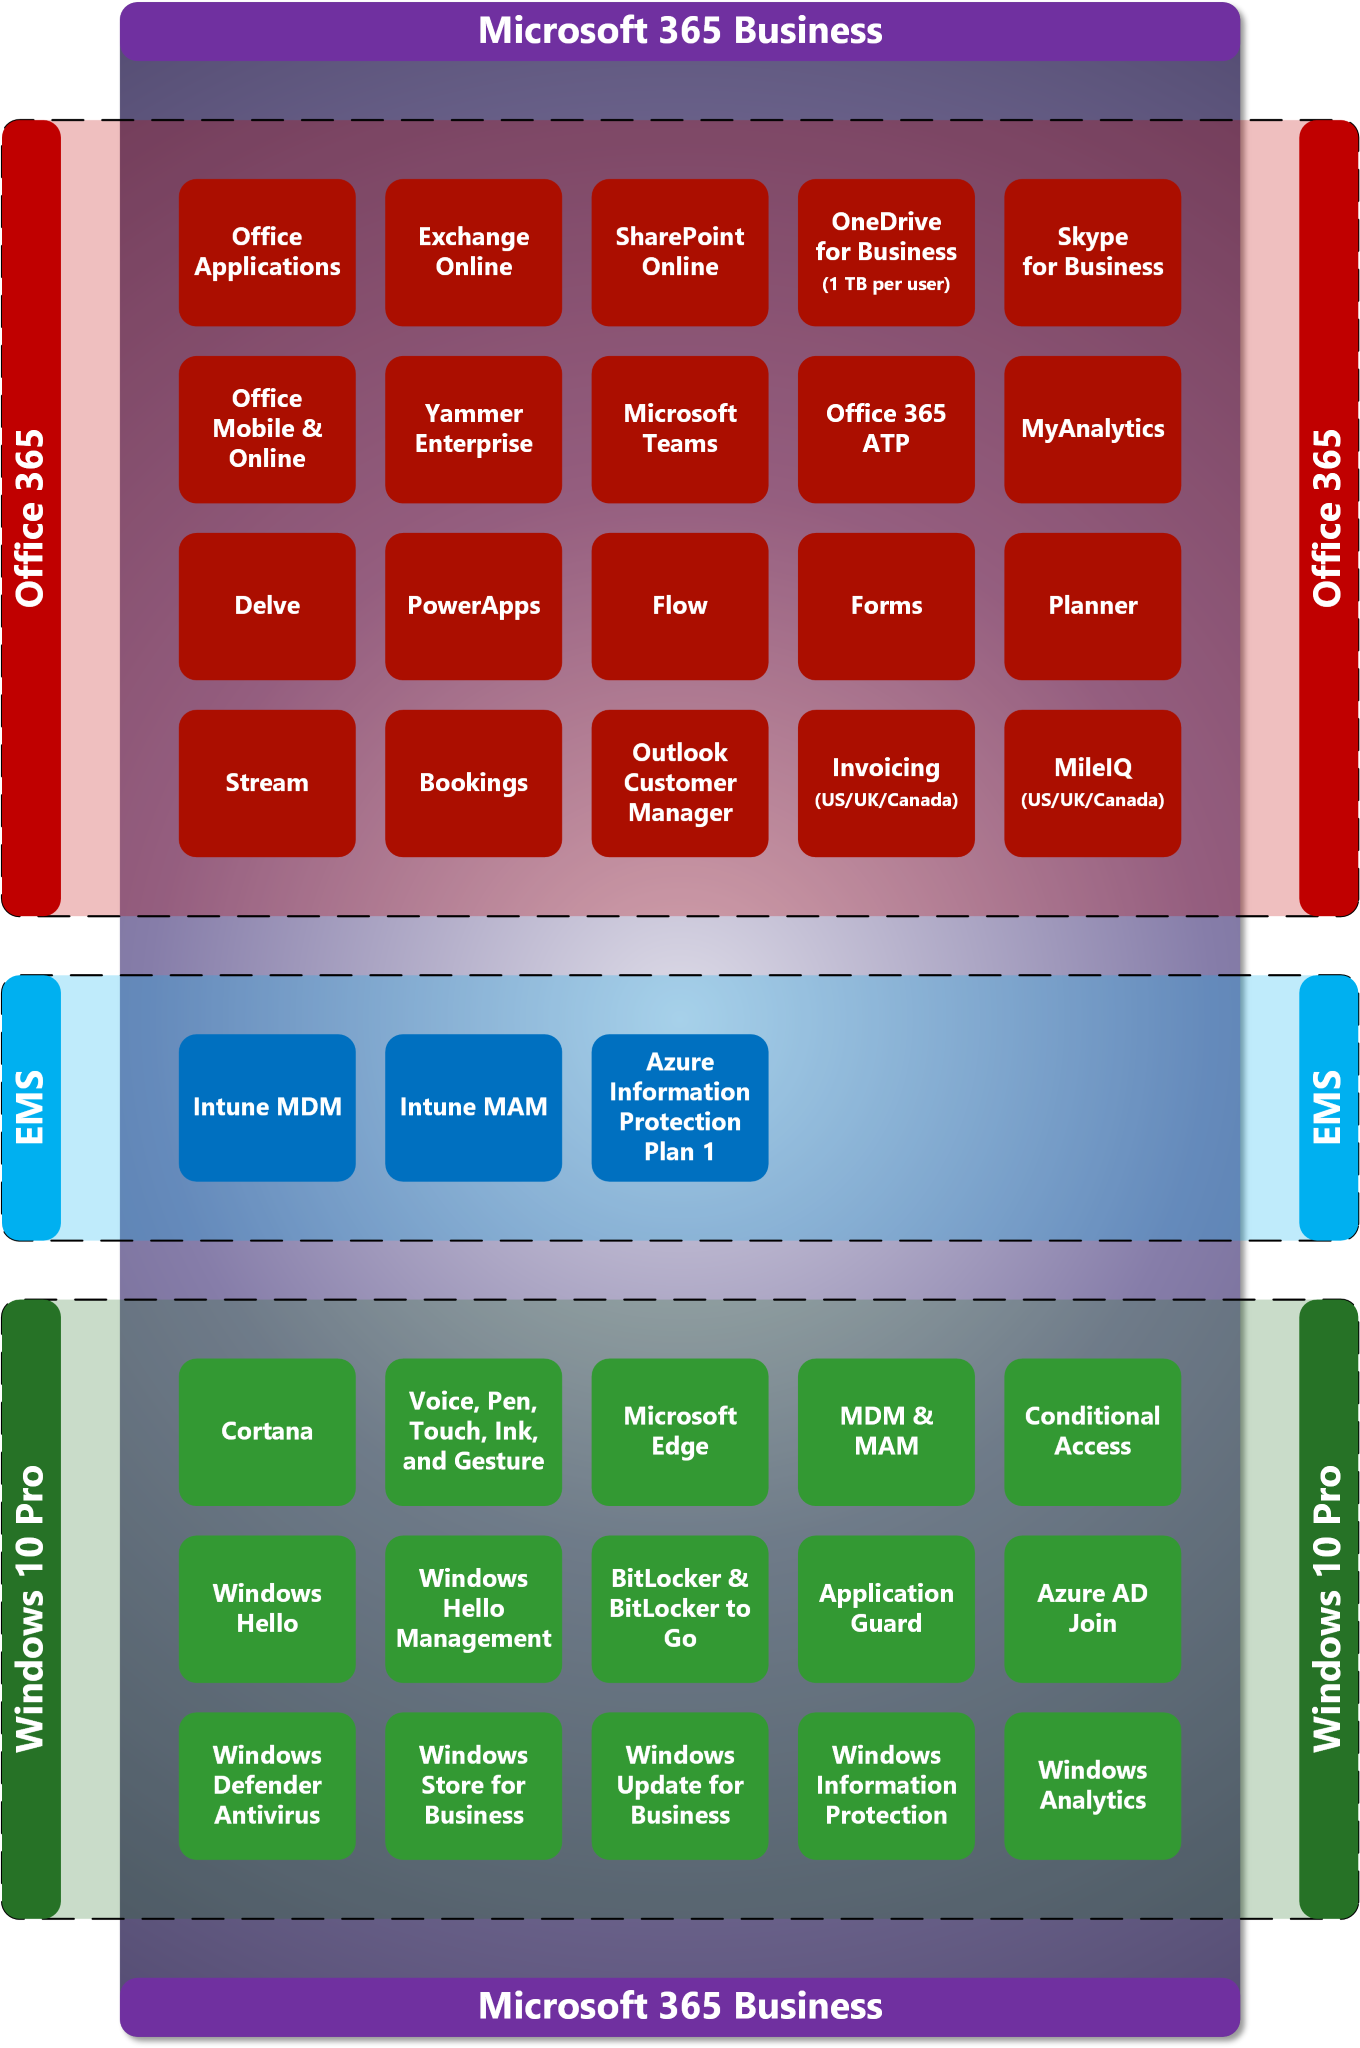 Microsoft 365 Business
Office 365
Office 365
Office
Applications
Exchange
Online
SharePoint
Online
OneDrive
for Business
(1 TB per user)
Skype
for Business
Office
Mobile &
Online
Yammer
Enterprise
Microsoft
Teams
Office 365
ATP
MyAnalytics
Delve
PowerApps
Flow
Forms
Planner
Stream
Bookings
Outlook
Customer
Manager
Invoicing
(US/UK/Canada)
MileIQ
(US/UK/Canada)
EMS
EMS
Intune MDM
Intune MAM
Azure
Information
Protection
Plan 1
Windows 10 Pro
Windows 10 Pro
Cortana
Voice, Pen,
Touch, Ink,
and Gesture
Microsoft
Edge
MDM &
MAM
Conditional
Access
Windows
Hello
Windows
Hello
Management
BitLocker &
BitLocker to
Go
Application
Guard
Azure AD
Join
Windows
Defender
Antivirus
Windows
Store for
Business
Windows
Update for
Business
Windows
Information
Protection
Windows
Analytics
Microsoft 365 Business